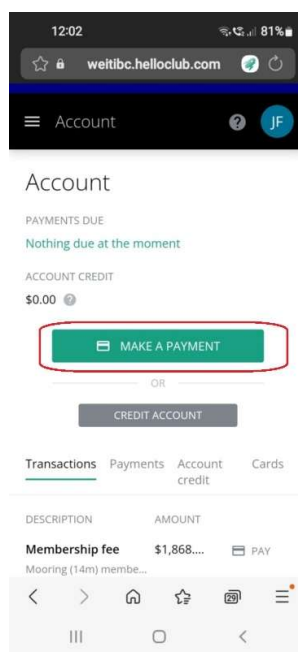 12:02 81%
weitibc.helloclub.com
Account ? JF
Account
PAYMENTS DUE
Nothing due at the moment
ACCOUNT CREDIT
$0.00 ?
MAKE A PAYMENT
OR
CREDIT ACCOUNT
Transactions Payments Account credit Cards
DESCRIPTION AMOUNT
Membership fee $1,868.... PAY
Mooring (14m) membe...
29